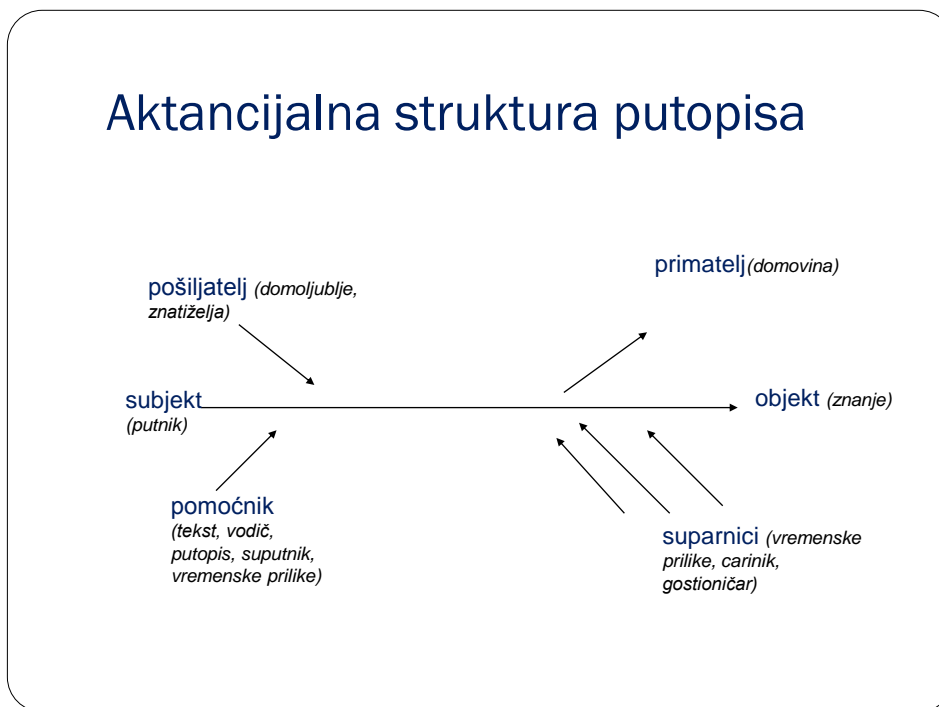 Aktancijalna struktura putopisa
primatelj(domovina)
pošiljatelj (domoljublje,
znatiželja)
subjekt
(putnik)
objekt (znanje)
pomoćnik
(tekst, vodič,
putopis, suputnik,
vremenske prilike)
suparnici (vremenske
prilike, carinik,
gostioničar)